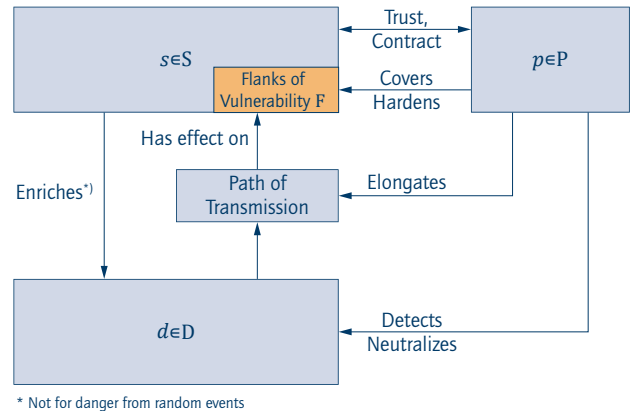 Trust,
Contract
s∈S
p∈P
Flanks of
Vulnerability F
Covers
Hardens
Has effect on
Enriches*)
Path of
Transmission
Elongates
d∈D
Detects
Neutralizes
* Not for danger from random events